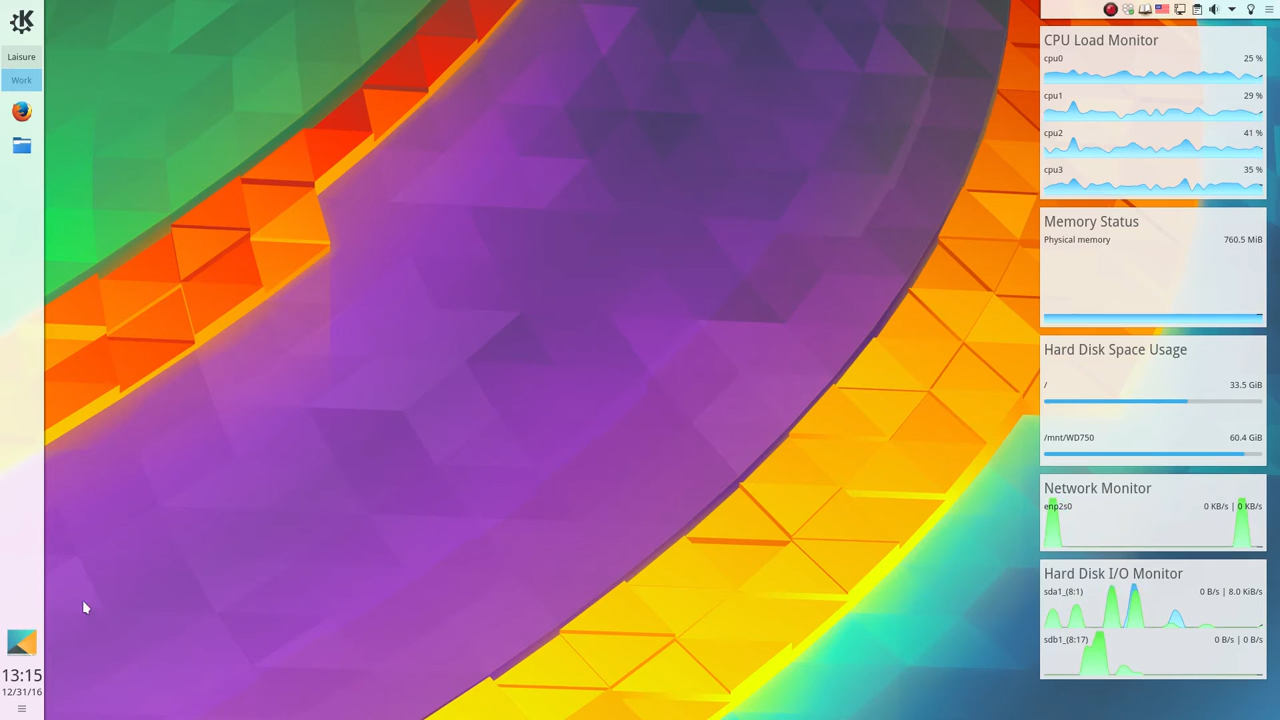 Laisure
Work
13:15
12/31/16
CPU Load Monitor
cpu0 25 %
cpu1 29 %
cpu2 41 %
cpu3 35 %
Memory Status
Physical memory 760.5 MiB
Hard Disk Space Usage
/ 33.5 GiB
/mnt/WD750 60.4 GiB
Network Monitor
enp2s0 0 KB/s | 0 KB/s
Hard Disk I/O Monitor
sda1_(8:1) 0 B/s | 8.0 KiB/s
sdb1_(8:17) 0 B/s | 0 B/s